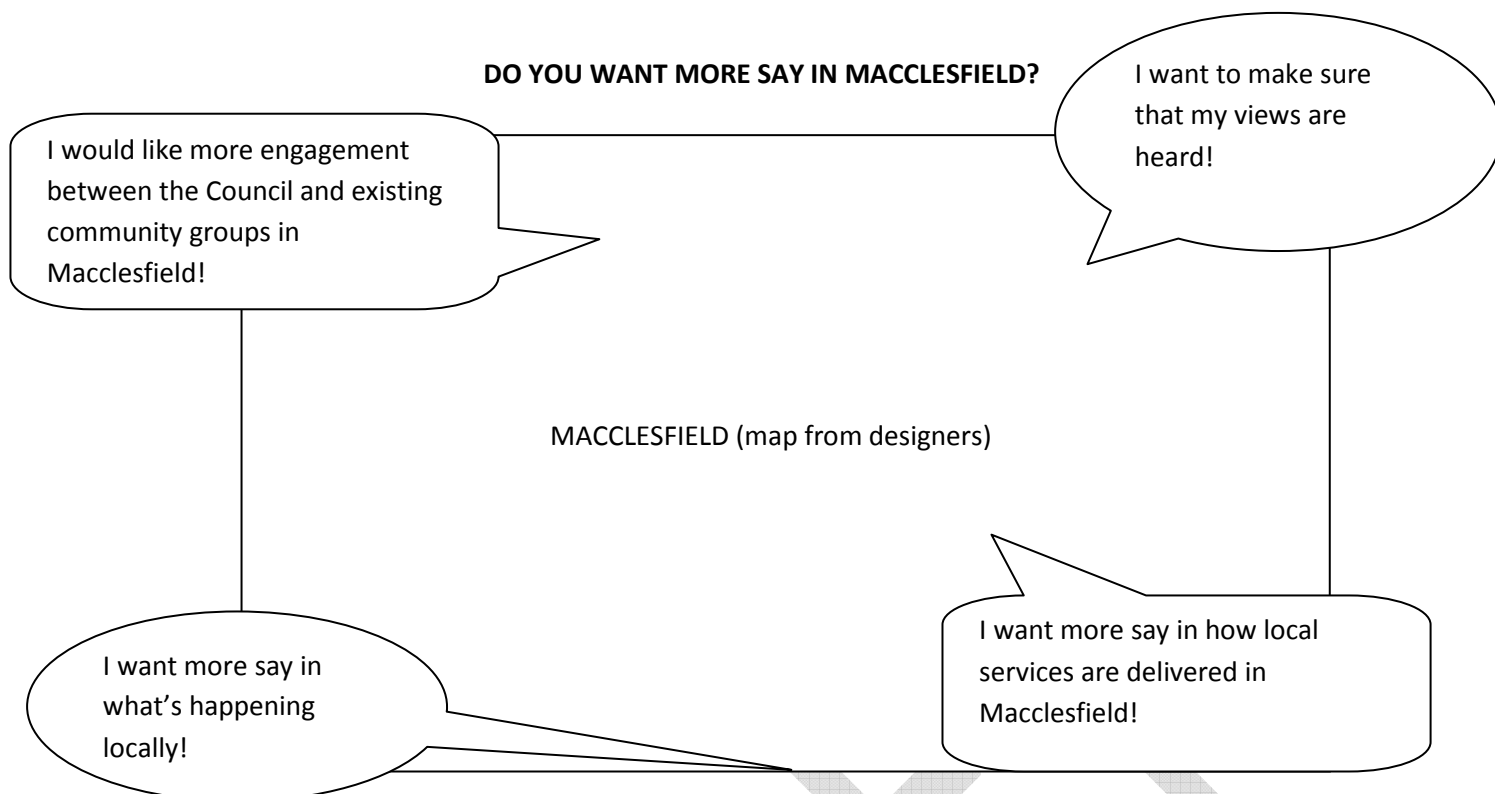 DO YOU WANT MORE SAY IN MACCLESFIELD?
I want to make sure
that my views are
heard!
I would like more engagement
between the Council and existing
community groups in
Macclesfield!
MACCLESFIELD (map from designers)
I want more say in how local
services are delivered in
Macclesfield!
I want more say in
what’s happening
locally!